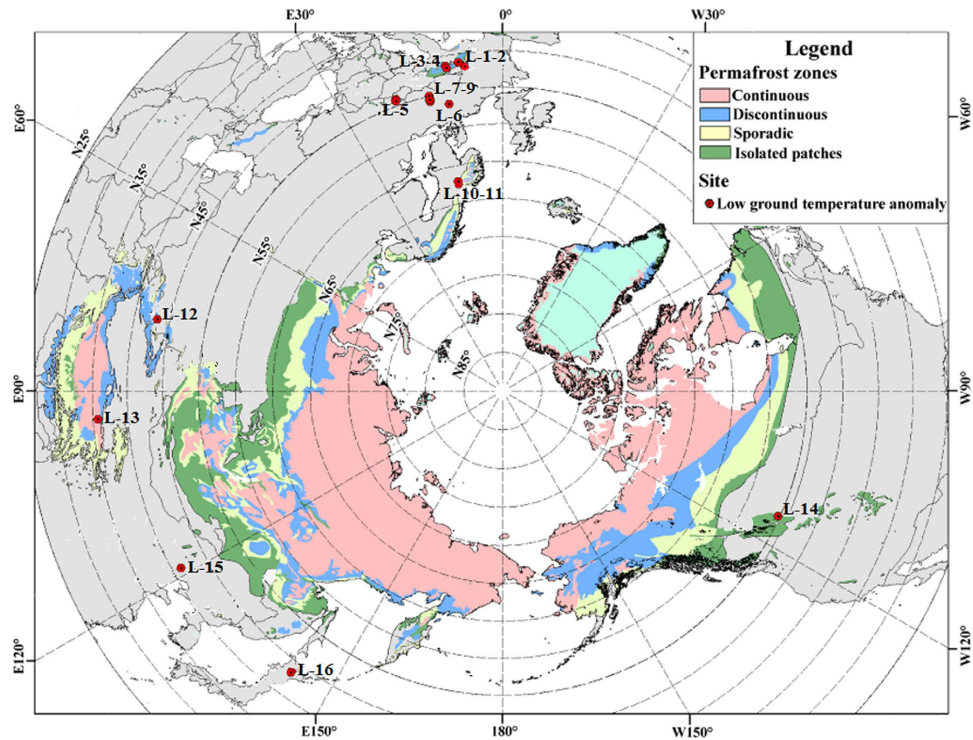 E30°
0°
W30°
Legend
Permafrost zones
Continuous
Discontinuous
Sporadic
Isolated patches
Site
Low ground temperature anomaly
L-3-4
L-1-2
L-7-9
L-5
L-6
E60°
W60°
N25°
N35°
N45°
N55°
N65°
N75°
N85°
L-10-11
L-12
E90°
W90°
L-13
L-14
L-15
L-16
E120°
W120°
E150°
180°
W150°